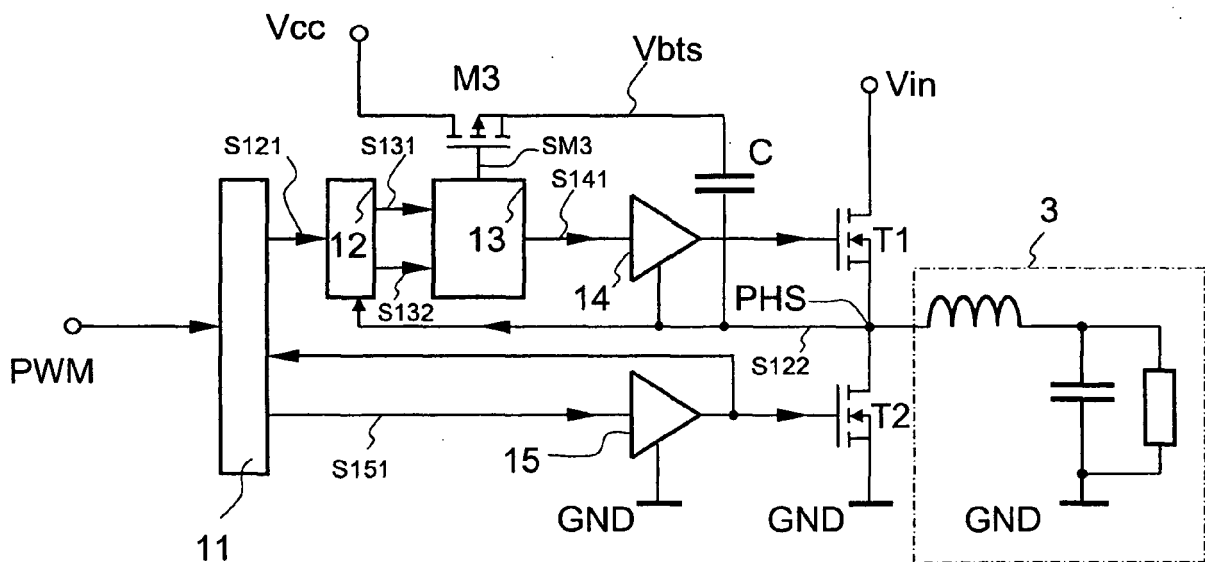 Vcc
Vbts
M3
Vin
S121
S131
SM3
S141
C
12
13
T1
3
14
PHS
S132
PWM
S122
T2
S151
15
GND
GND
GND
11